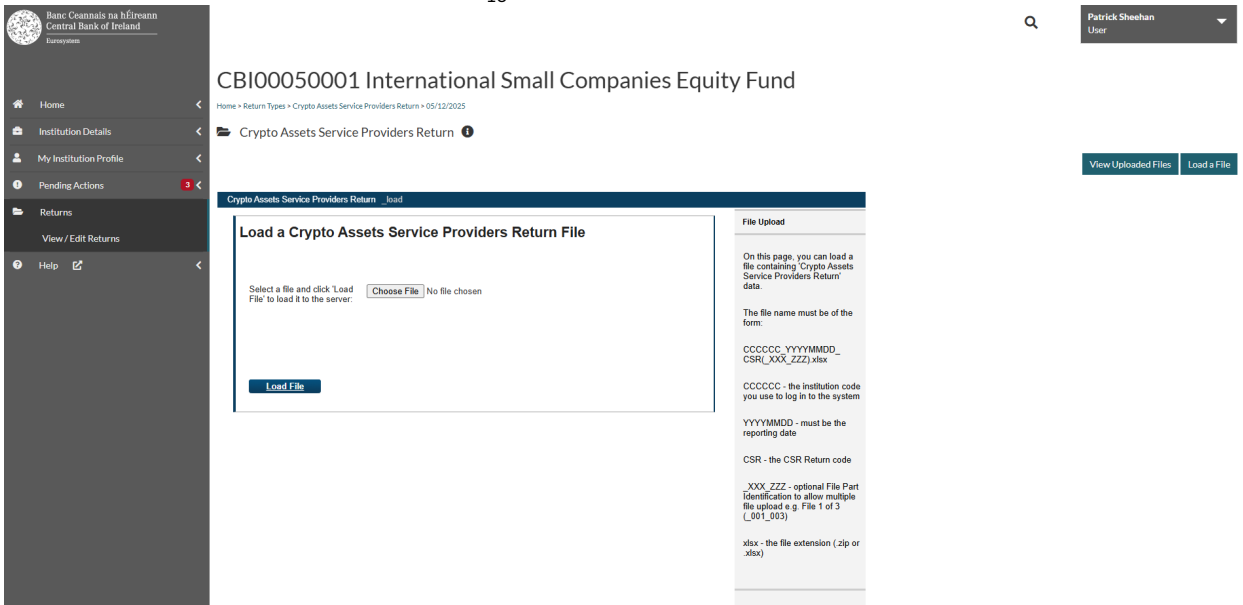 Banc Ceannais na hÉireann
Central Bank of Ireland
Eurosystem
Patrick Sheehan
User
CBI00050001 International Small Companies Equity Fund
Home > Return Types > Crypto Assets Service Providers Return > 05/12/2025
Crypto Assets Service Providers Return
View Uploaded Files
Load a File
Home
Institution Details
My Institution Profile
Pending Actions 3
Returns
View / Edit Returns
Help
Crypto Assets Service Providers Return _load
Load a Crypto Assets Service Providers Return File
Select a file and click 'Load
File' to load it to the server:
Choose File No file chosen
Load File
File Upload
On this page, you can load a
file containing 'Crypto Assets
Service Providers Return'
data.
The file name must be of the
form:
CCCCCC_YYYYMMDD_
CSR(_XXX_ZZZ).xlsx
CCCCCC - the institution code
you use to log in to the system
YYYYMMDD - must be the
reporting date
CSR - the CSR Return code
_XXX_ZZZ - optional File Part
Identification to allow multiple
file upload e.g. File 1 of 3
(_001_003)
xlsx - the file extension (.zip or
.xlsx)